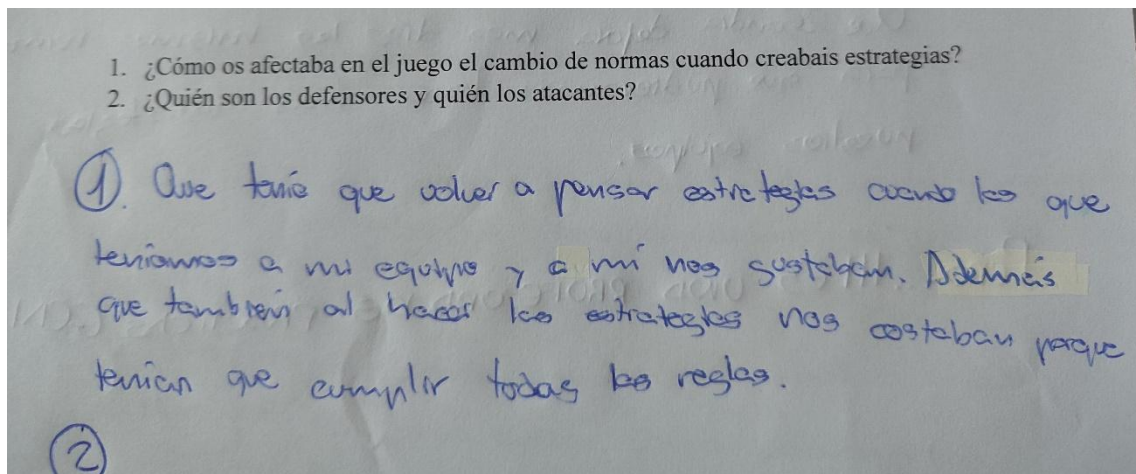 1. ¿Cómo os afectaba en el juego el cambio de normas cuando creabais estrategias?
2. ¿Quién son los defensores y quién los atacantes?
1. Que tenía que volver a pensar estrategias cuando las que
teníamos a mi equipo y a mí nos gustaban. Además
que también al hacer las estrategias nos costaban porque
tenían que cumplir todas las reglas.
2